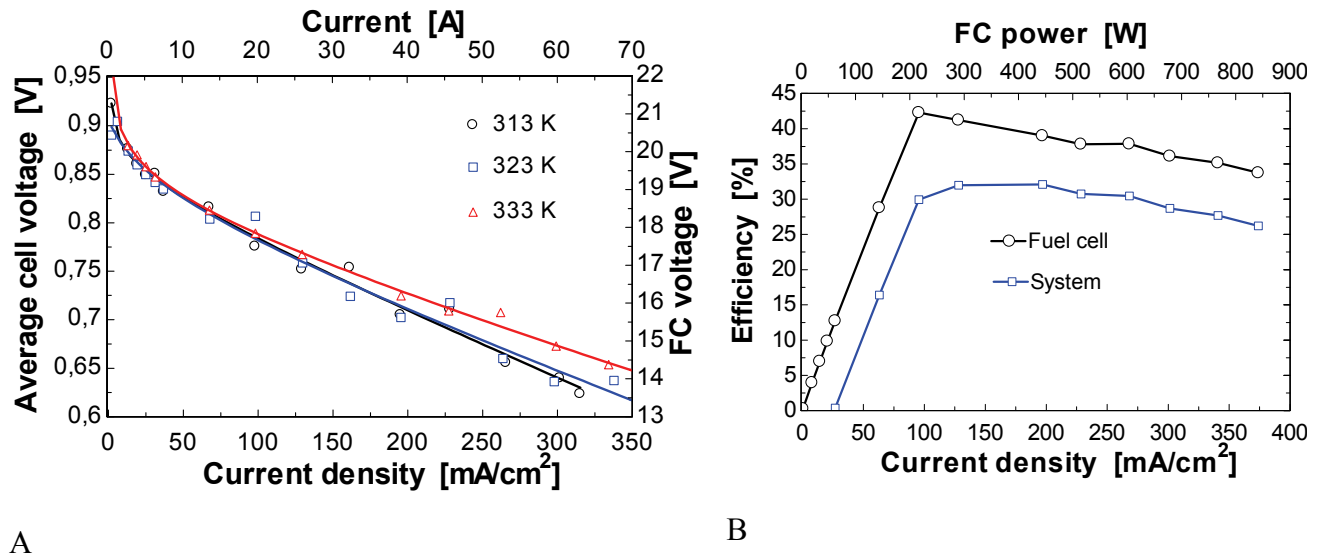 Current [A]
0 10 20 30 40 50 60 70
0,95
0,9
0,85
0,8
0,75
0,7
0,65
0,6
Average cell voltage [V]
313 K
323 K
333 K
22
21
20
19
18
17
16
15
14
13
FC voltage [V]
0 50 100 150 200 250 300 350
Current density [mA/cm²]
A
FC power [W]
0 100 200 300 400 500 600 700 800 900
45
40
35
30
25
20
15
10
5
0
Efficiency [%]
Fuel cell
System
0 50 100 150 200 250 300 350 400
Current density [mA/cm²]
B